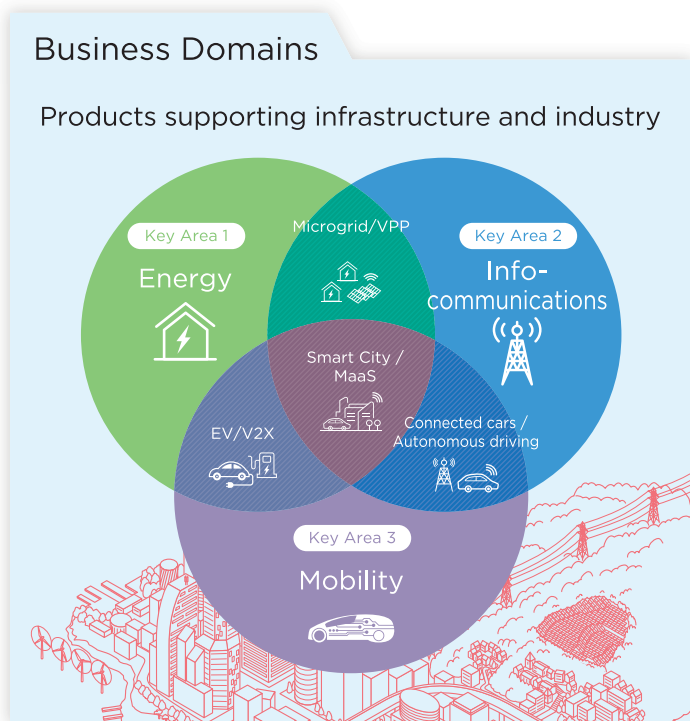 Business Domains
Products supporting infrastructure and industry
Key Area 1
Energy
Microgrid/VPP
Key Area 2
Info-
communications
Smart City /
MaaS
EV/V2X
Connected cars /
Autonomous driving
Key Area 3
Mobility